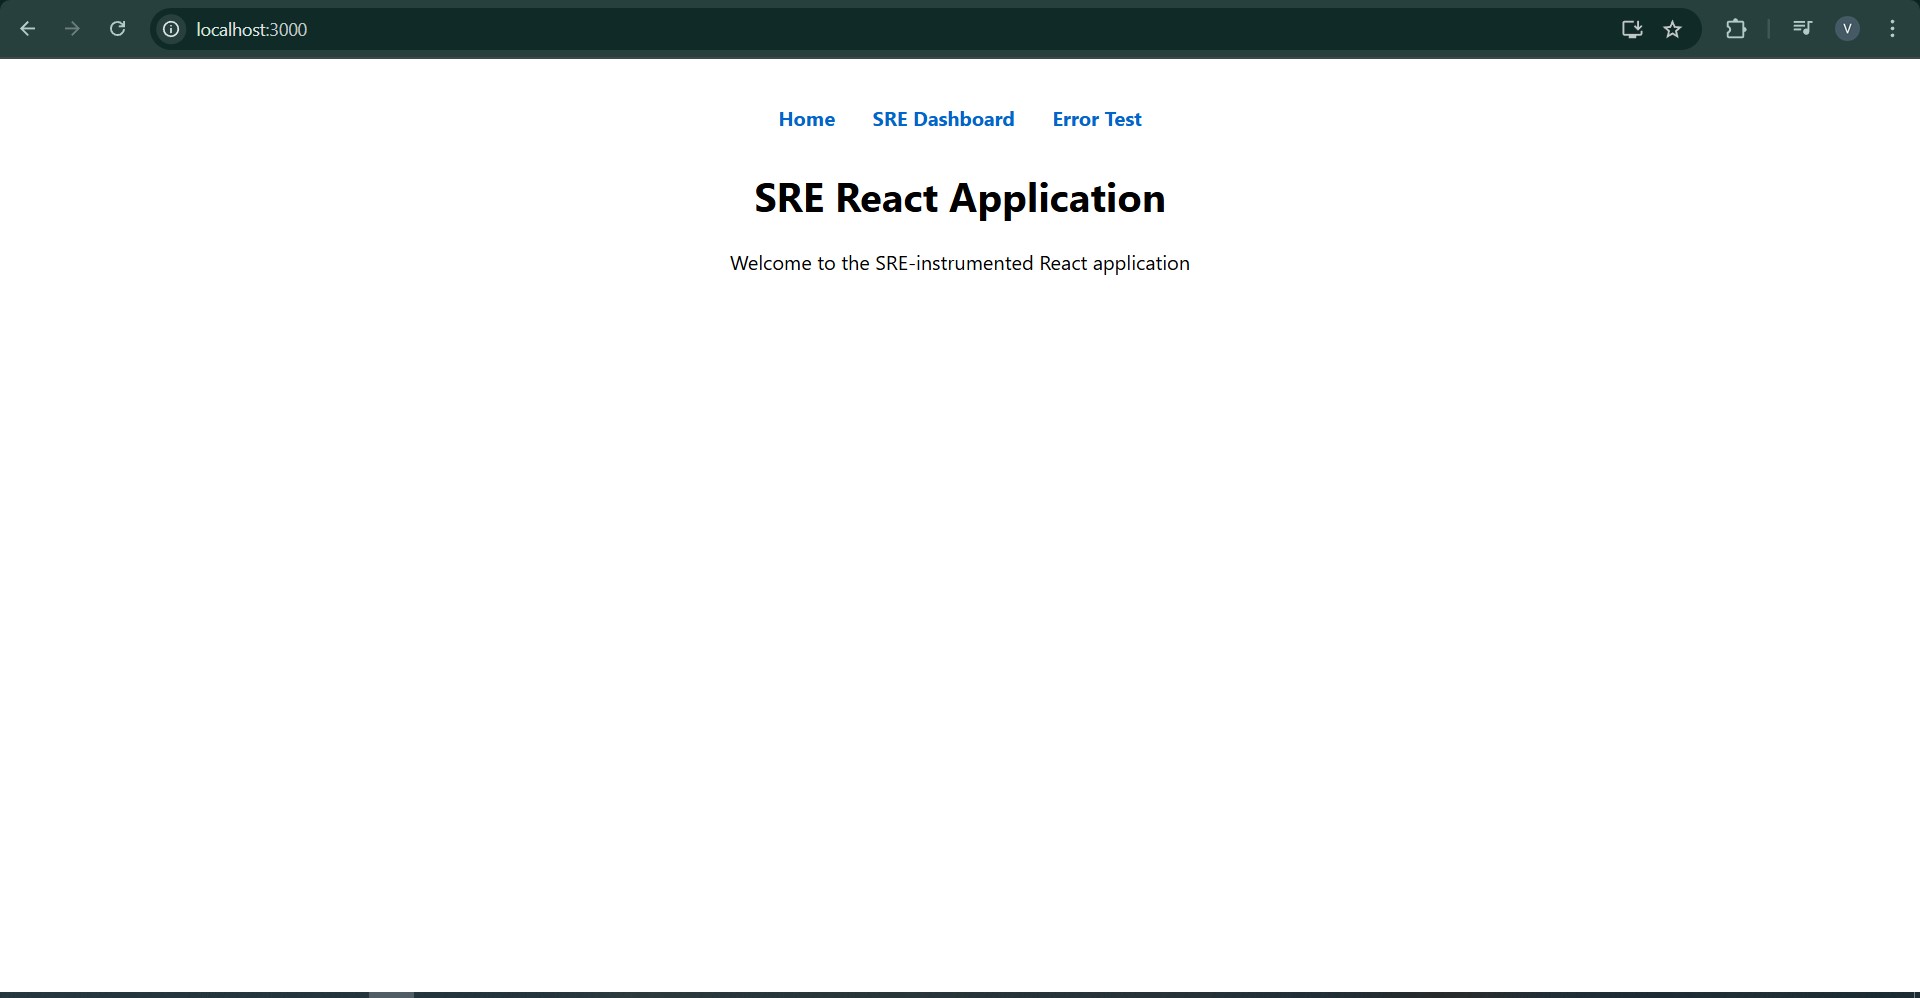 localhost:3000
V
Home SRE Dashboard Error Test
SRE React Application
Welcome to the SRE-instrumented React application